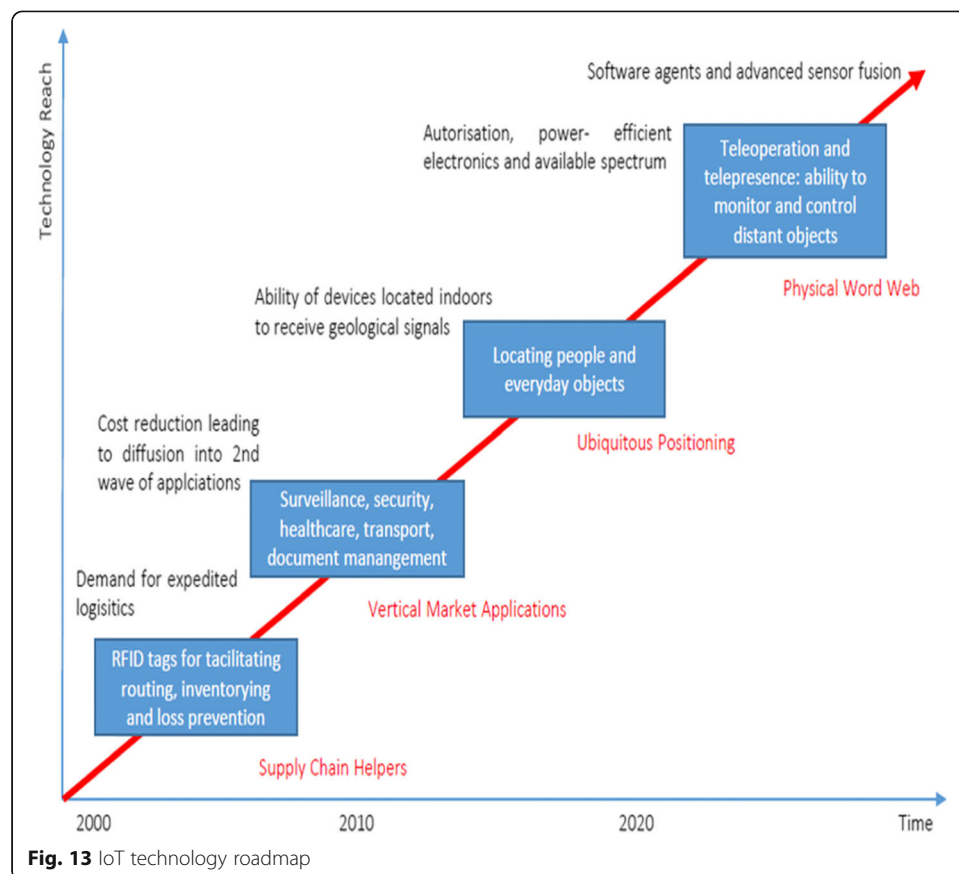 Technology Reach
Software agents and advanced sensor fusion
Autorisation, power- efficient
electronics and available spectrum
Teleoperation and
telepresence: ability to
monitor and control
distant objects
Physical Word Web
Ability of devices located indoors
to receive geological signals
Locating people and
everyday objects
Ubiquitous Positioning
Cost reduction leading
to diffusion into 2nd
wave of applciations
Surveillance, security,
healthcare, transport,
document manangement
Vertical Market Applications
Demand for expedited
logisitics
RFID tags for tacilitating
routing, inventorying
and loss prevention
Supply Chain Helpers
2000
2010
2020
Time
Fig. 13 IoT technology roadmap